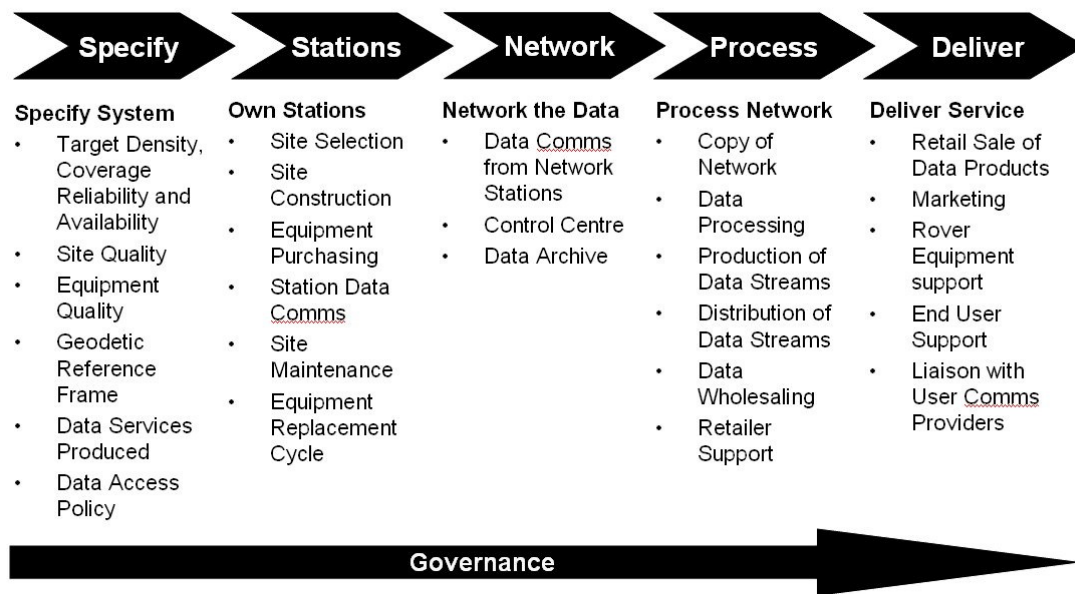 Specify
Stations
Network
Process
Deliver
Specify System
• Target Density,
Coverage
Reliability and
Availability
• Site Quality
• Equipment
Quality
• Geodetic
Reference
Frame
• Data Services
Produced
• Data Access
Policy
Own Stations
• Site Selection
• Site
Construction
• Equipment
Purchasing
• Station Data
Comms
• Site
Maintenance
• Equipment
Replacement
Cycle
Network the Data
• Data Comms
from Network
Stations
• Control Centre
• Data Archive
Process Network
• Copy of
Network
• Data
Processing
• Production of
Data Streams
• Distribution of
Data Streams
• Data
Wholesaling
• Retailer
Support
Deliver Service
• Retail Sale of
Data Products
• Marketing
• Rover
Equipment
support
• End User
Support
• Liaison with
User Comms
Providers
Governance